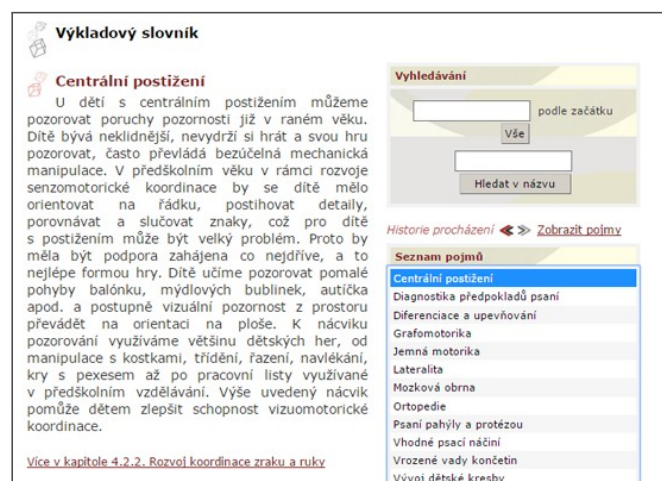 Výkladový slovník
Centrální postižení
U dětí s centrálním postižením můžeme
pozorovat poruchy pozornosti již v raném věku.
Dítě bývá neklidnější, nevydrží si hrát a svou hru
pozorovat, často převládá bezúčelná mechanická
manipulace. V předškolním věku v rámci rozvoje
senzomotorické koordinace by se dítě mělo
orientovat na řádku, postihovat detaily,
porovnávat a slučovat znaky, což pro dítě
s postižením může být velký problém. Proto by
měla být podpora zahájena co nejdříve, a to
nejlépe formou hry. Dítě učíme pozorovat pomalé
pohyby balónku, mýdlových bublinek, autíčka
apod. a postupně vizuální pozornost z prostoru
převádět na orientaci na ploše. K nácviku
pozorování využíváme většinu dětských her, od
manipulace s kostkami, třídění, řazení, navlékání,
kry s pexesem až po pracovní listy využívané
v předškolním vzdělávání. Výše uvedený nácvik
pomůže dětem zlepšit schopnost vizuomotorické
koordinace.
Více v kapitole 4.2.2. Rozvoj koordinace zraku a ruky
Vyhledávání
podle začátku
Vše
Hledat v názvu
Historie procházení Zobrazit pojmy
Seznam pojmů
Centrální postižení
Diagnostika předpokladů psaní
Diferenciace a upevňování
Grafomotorika
Jemná motorika
Lateralita
Mozková obrna
Ortopedie
Psaní pahýly a protézou
Vhodné psací náčiní
Vrozené vady končetin
Vývoj dětské kresby